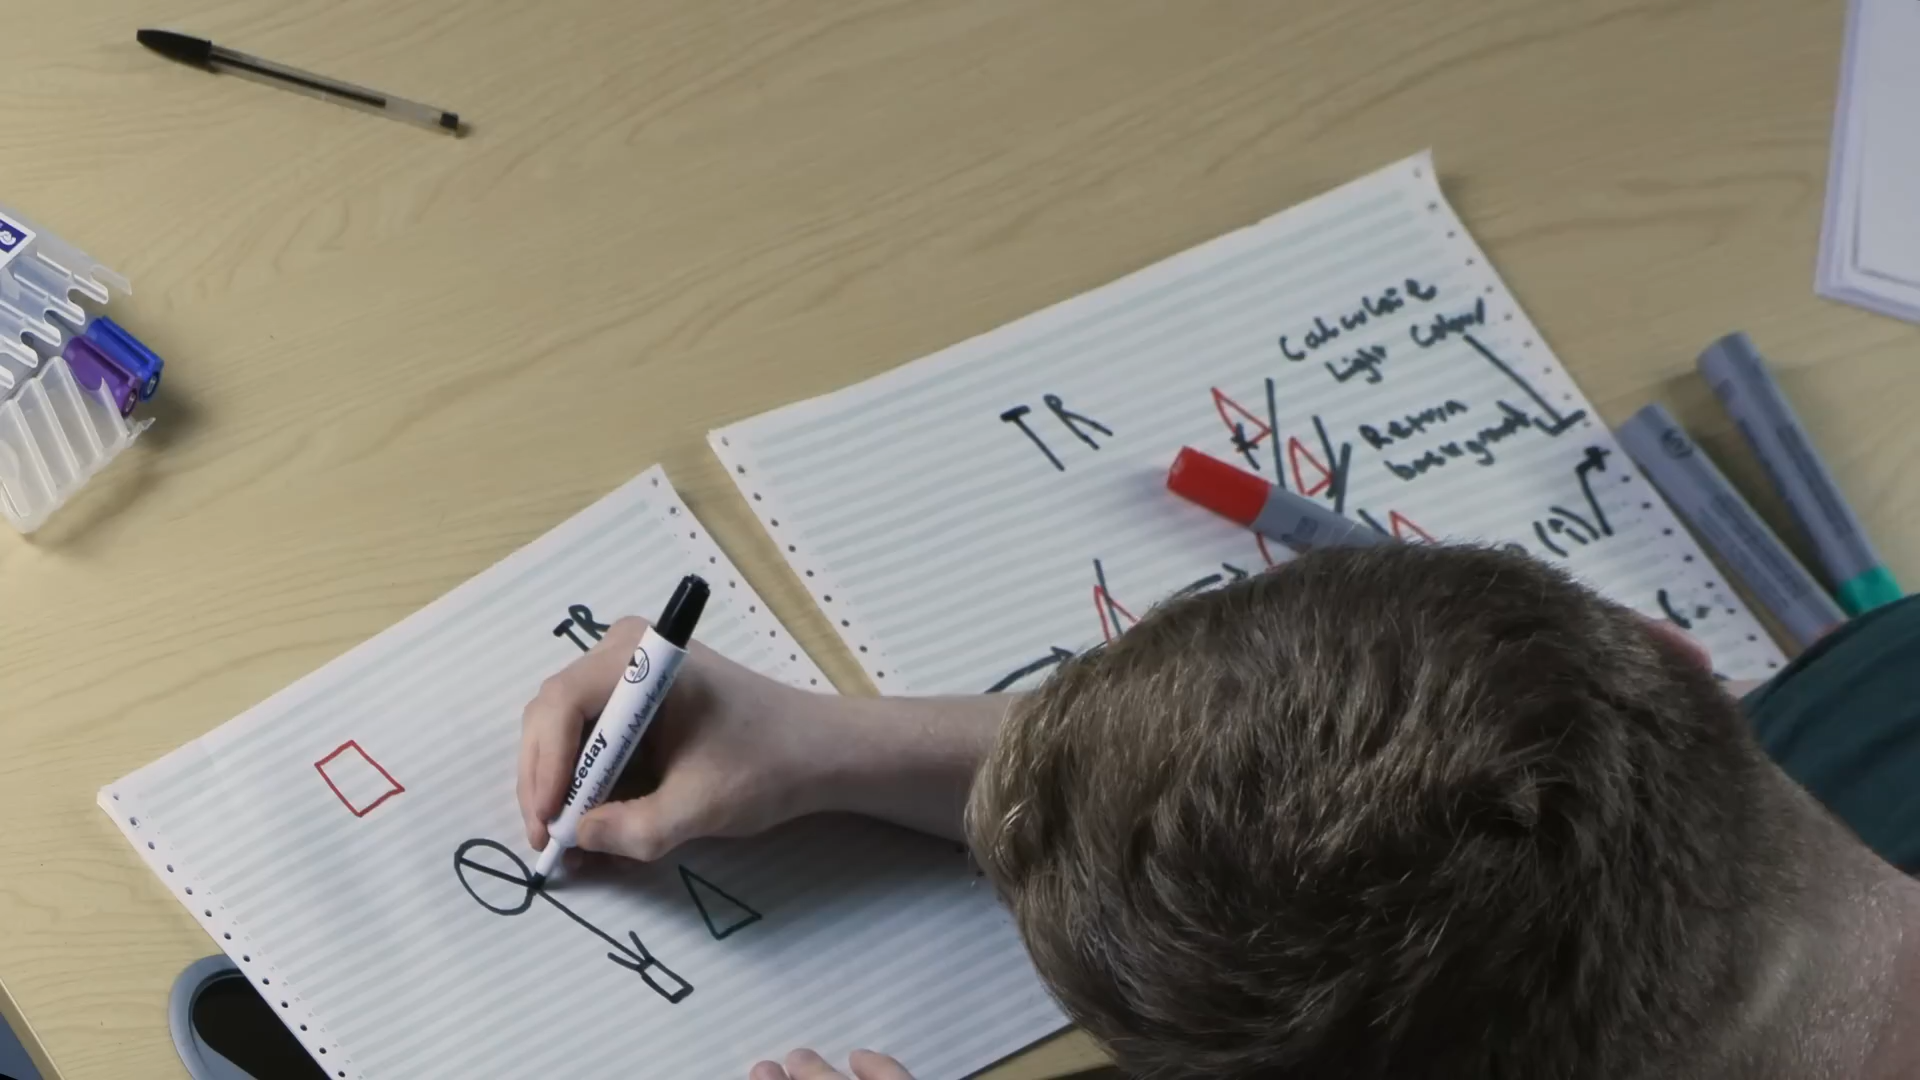 TR
Calculate
Light Colour
Return
background
TR
niceday
Whiteboard Marker